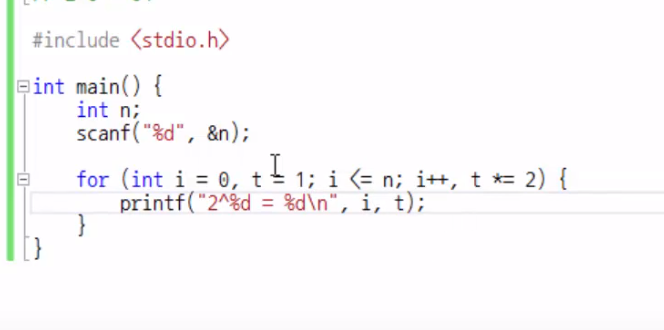 #include <stdio.h>
int main() {
int n;
scanf("%d", &n);
for (int i = 0, t = 1; i <= n; i++, t *= 2) {
printf("2^%d = %d\n", i, t);
}
}